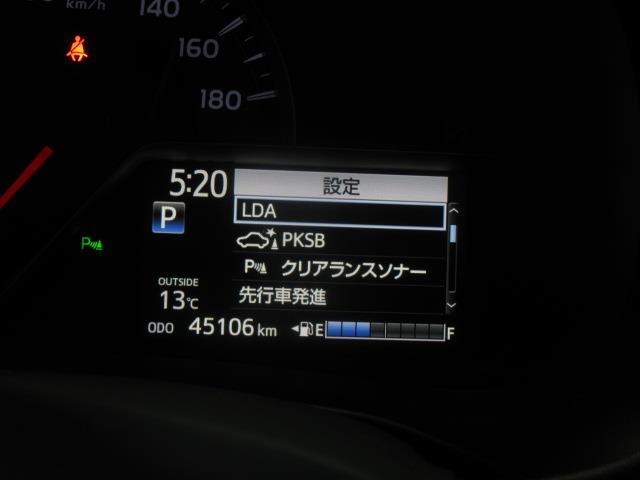 km/h
140
160
180
5:20
設定
LDA
P
PKSB
P クリアランスソナー
P
OUTSIDE
13℃
先行車発進
ODO 45106 km
E F